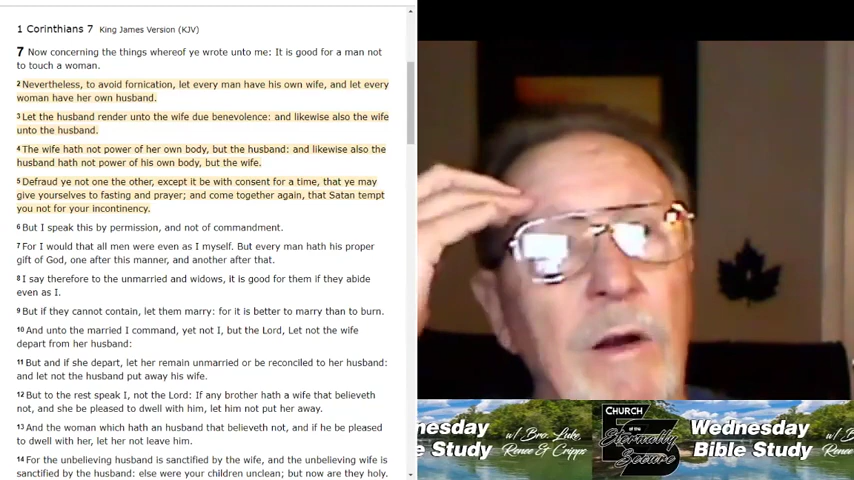 1 Corinthians 7 King James Version (KJV)
7 Now concerning the things whereof ye wrote unto me: It is good for a man not
to touch a woman.
2 Nevertheless, to avoid fornication, let every man have his own wife, and let every
woman have her own husband.
3 Let the husband render unto the wife due benevolence: and likewise also the wife
unto the husband.
4 The wife hath not power of her own body, but the husband: and likewise also the
husband hath not power of his own body, but the wife.
5 Defraud ye not one the other, except it be with consent for a time, that ye may
give yourselves to fasting and prayer; and come together again, that Satan tempt
you not for your incontinency.
6 But I speak this by permission, and not of commandment.
7 For I would that all men were even as I myself. But every man hath his proper
gift of God, one after this manner, and another after that.
8 I say therefore to the unmarried and widows, it is good for them if they abide
even as I.
9 But if they cannot contain, let them marry: for it is better to marry than to burn.
10 And unto the married I command, yet not I, but the Lord, Let not the wife
depart from her husband:
11 But and if she depart, let her remain unmarried or be reconciled to her husband:
and let not the husband put away his wife.
12 But to the rest speak I, not the Lord: If any brother hath a wife that believeth
not, and she be pleased to dwell with him, let him not put her away.
13 And the woman which hath an husband that believeth not, and if he be pleased
to dwell with her, let her not leave him.
14 For the unbelieving husband is sanctified by the wife, and the unbelieving wife is
sanctified by the husband: else were your children unclean; but now are they holy.
nesday
Study
w/ Bro. Luke,
Renee & Cripps
CHURCH
of the
Eternally
Secure
Wednesday
Bible Study
w/ Bro.
Renee &